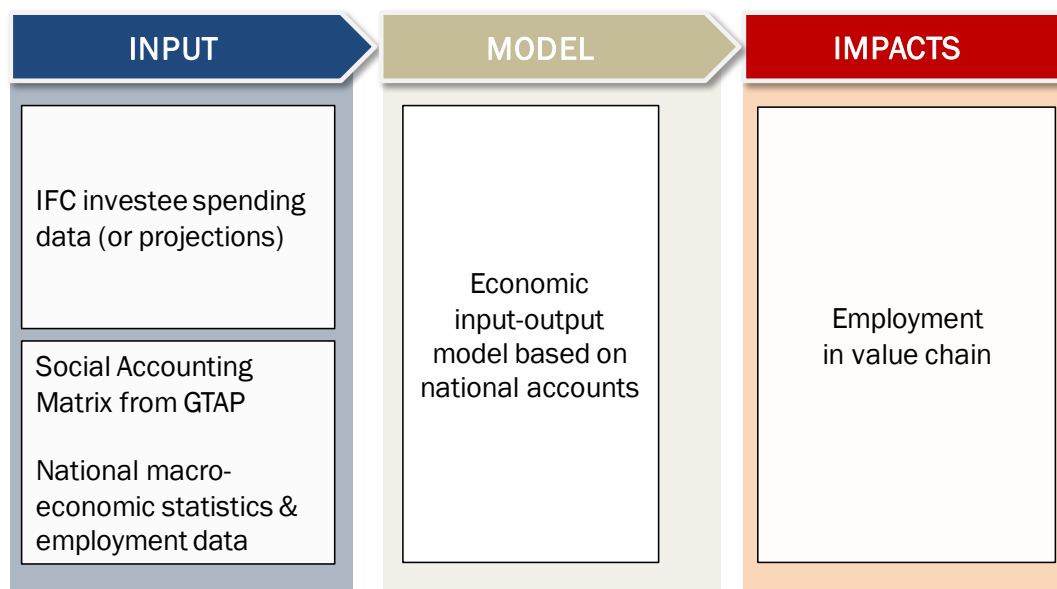 INPUT
IFC investee spending
data (or projections)
Social Accounting
Matrix from GTAP
National macro-
economic statistics &
employment data
MODEL
Economic
input-output
model based on
national accounts
IMPACTS
Employment
in value chain